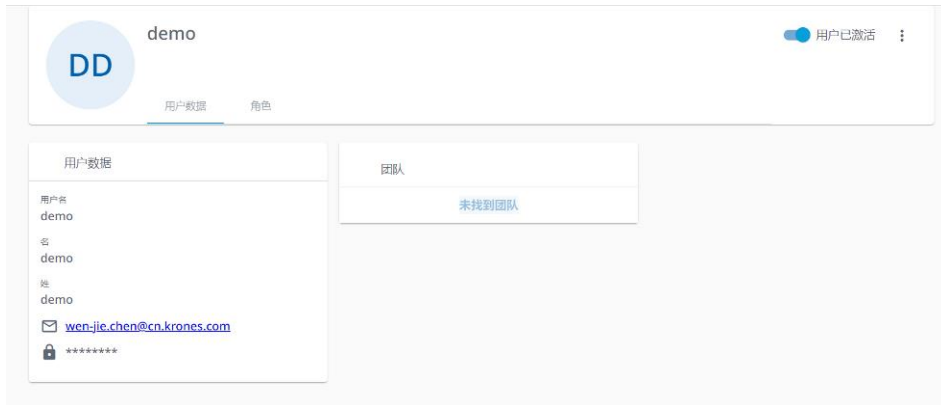 demo
用户已激活
DD
用户数据
角色
用户数据
用户名
demo
名
demo
姓
demo
wen-jie.chen@cn.krones.com
********
团队
未找到团队